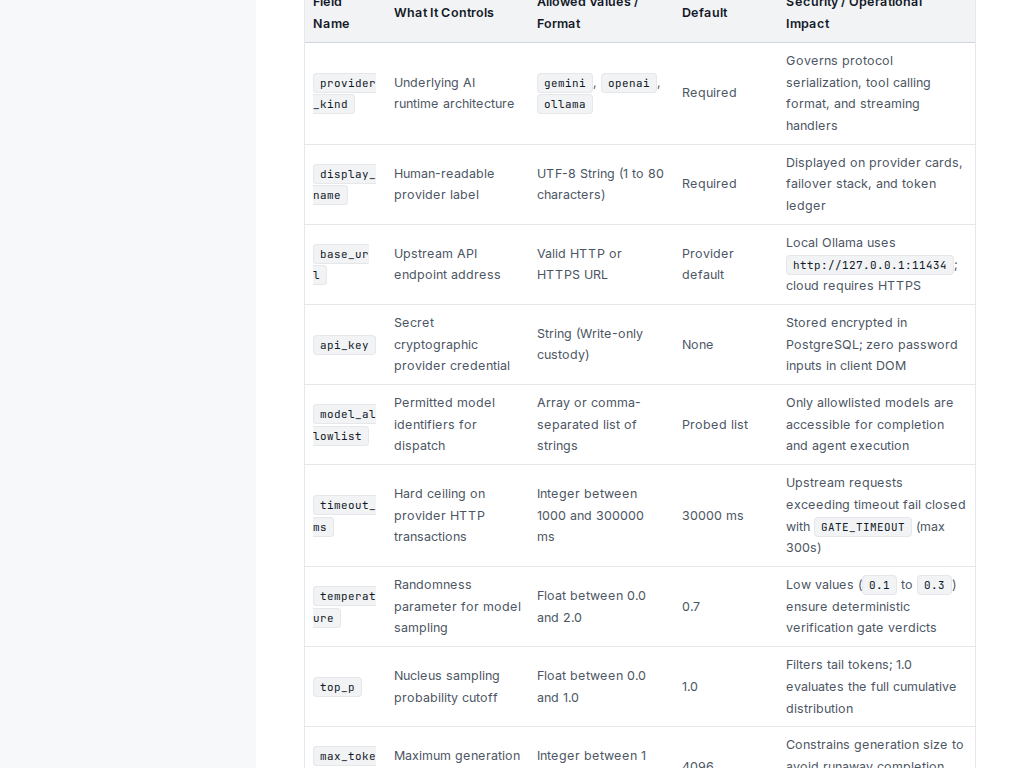 Field
Name
What It Controls
Allowed Values /
Format
Default
Security / Operational
Impact
provider
_kind
Underlying AI
runtime architecture
gemini, openai,
ollama
Required
Governs protocol
serialization, tool calling
format, and streaming
handlers
display_
name
Human-readable
provider label
UTF-8 String (1 to 80
characters)
Required
Displayed on provider cards,
failover stack, and token
ledger
base_ur
l
Upstream API
endpoint address
Valid HTTP or
HTTPS URL
Provider
default
Local Ollama uses
http://127.0.0.1:11434;
cloud requires HTTPS
api_key
Secret
cryptographic
provider credential
String (Write-only
custody)
None
Stored encrypted in
PostgreSQL; zero password
inputs in client DOM
model_al
lowlist
Permitted model
identifiers for
dispatch
Array or comma-
separated list of
strings
Probed list
Only allowlisted models are
accessible for completion
and agent execution
timeout_
ms
Hard ceiling on
provider HTTP
transactions
Integer between
1000 and 300000
ms
30000 ms
Upstream requests
exceeding timeout fail closed
with GATE_TIMEOUT (max
300s)
temperat
ure
Randomness
parameter for model
sampling
Float between 0.0
and 2.0
0.7
Low values (0.1 to 0.3)
ensure deterministic
verification gate verdicts
top_p
Nucleus sampling
probability cutoff
Float between 0.0
and 1.0
1.0
Filters tail tokens; 1.0
evaluates the full cumulative
distribution
max_toke
Maximum generation
Integer between 1
4096
Constrains generation size to
avoid runaway completion